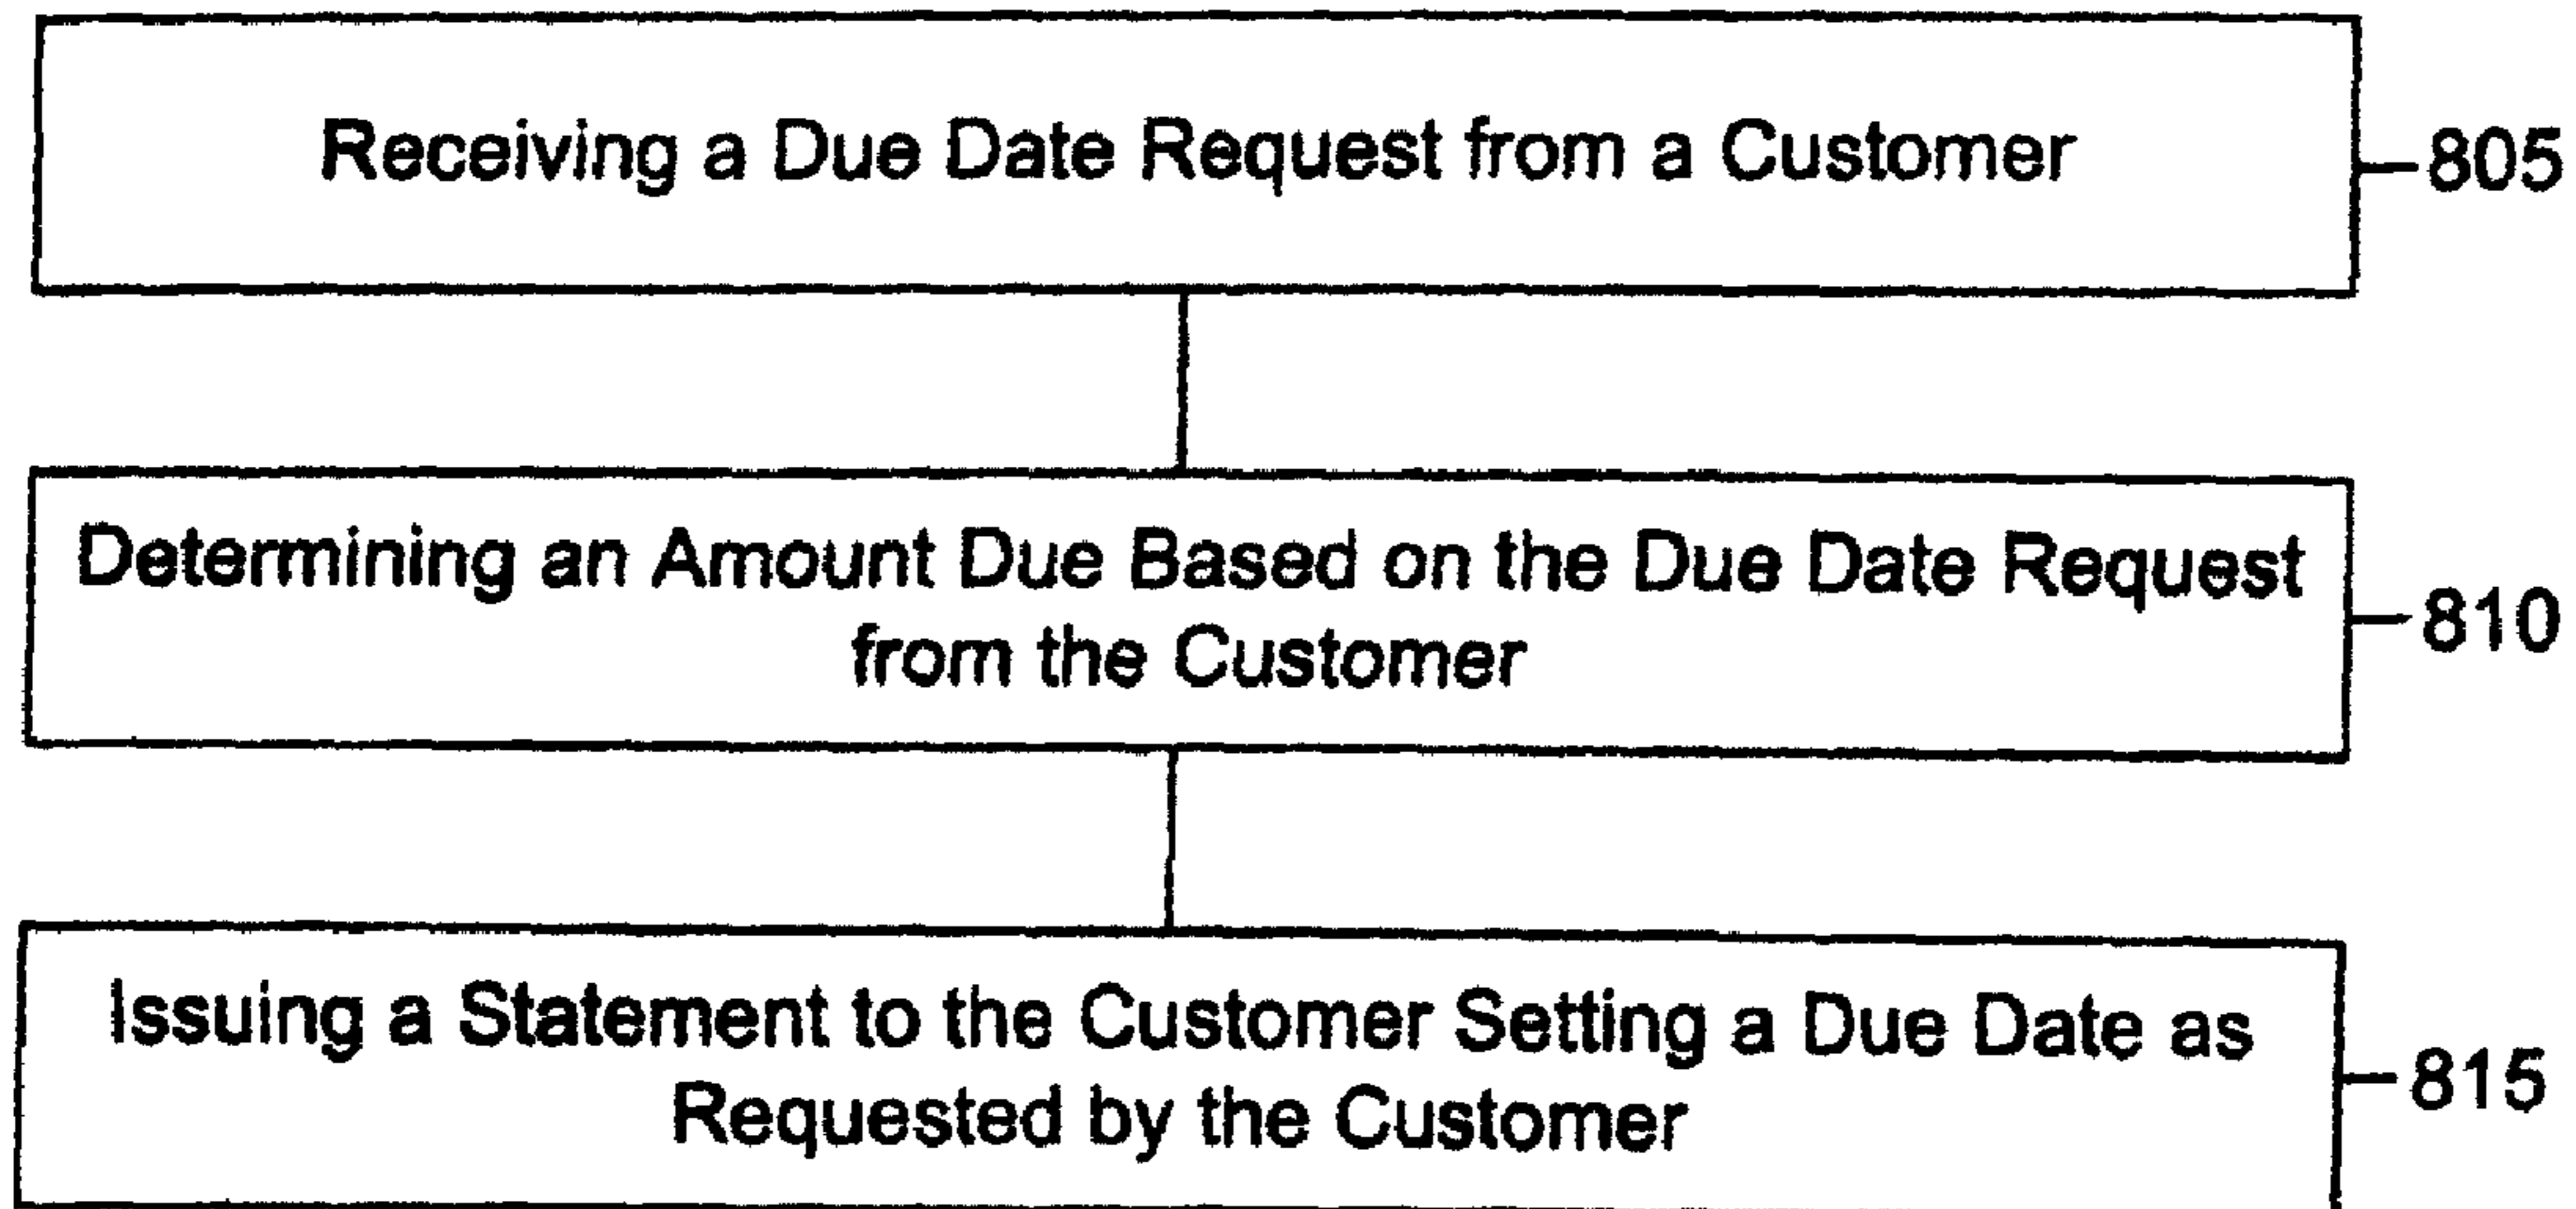 Receiving a Due Date Request from a Customer
805
Determining an Amount Due Based on the Due Date Request
from the Customer
810
Issuing a Statement to the Customer Setting a Due Date as
Requested by the Customer
815